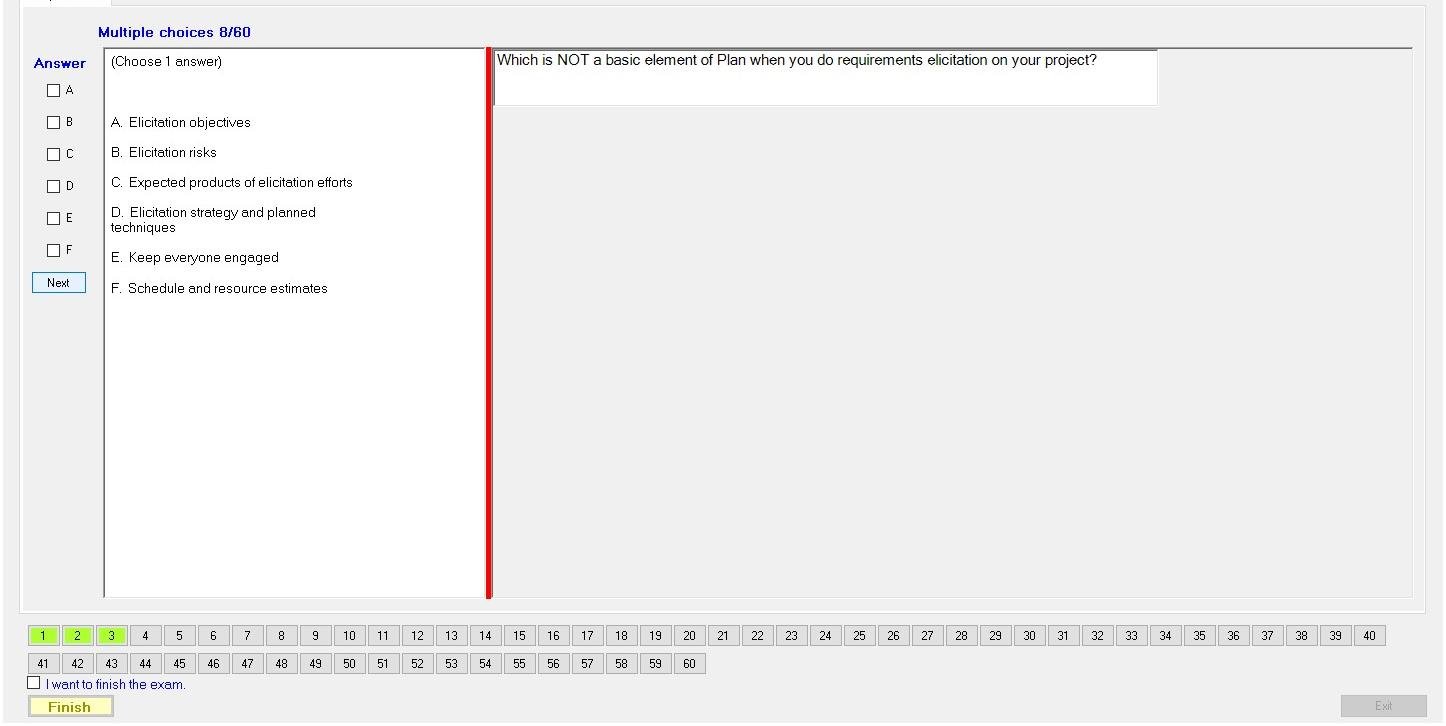 Multiple choices 8/60
Answer
A
B
C
D
E
F
Next
(Choose 1 answer)
A. Elicitation objectives
B. Elicitation risks
C. Expected products of elicitation efforts
D. Elicitation strategy and planned
techniques
E. Keep everyone engaged
F. Schedule and resource estimates
Which is NOT a basic element of Plan when you do requirements elicitation on your project?
1 2 3 4 5 6 7 8 9 10 11 12 13 14 15 16 17 18 19 20 21 22 23 24 25 26 27 28 29 30 31 32 33 34 35 36 37 38 39 40
41 42 43 44 45 46 47 48 49 50 51 52 53 54 55 56 57 58 59 60
I want to finish the exam.
Finish
Exit